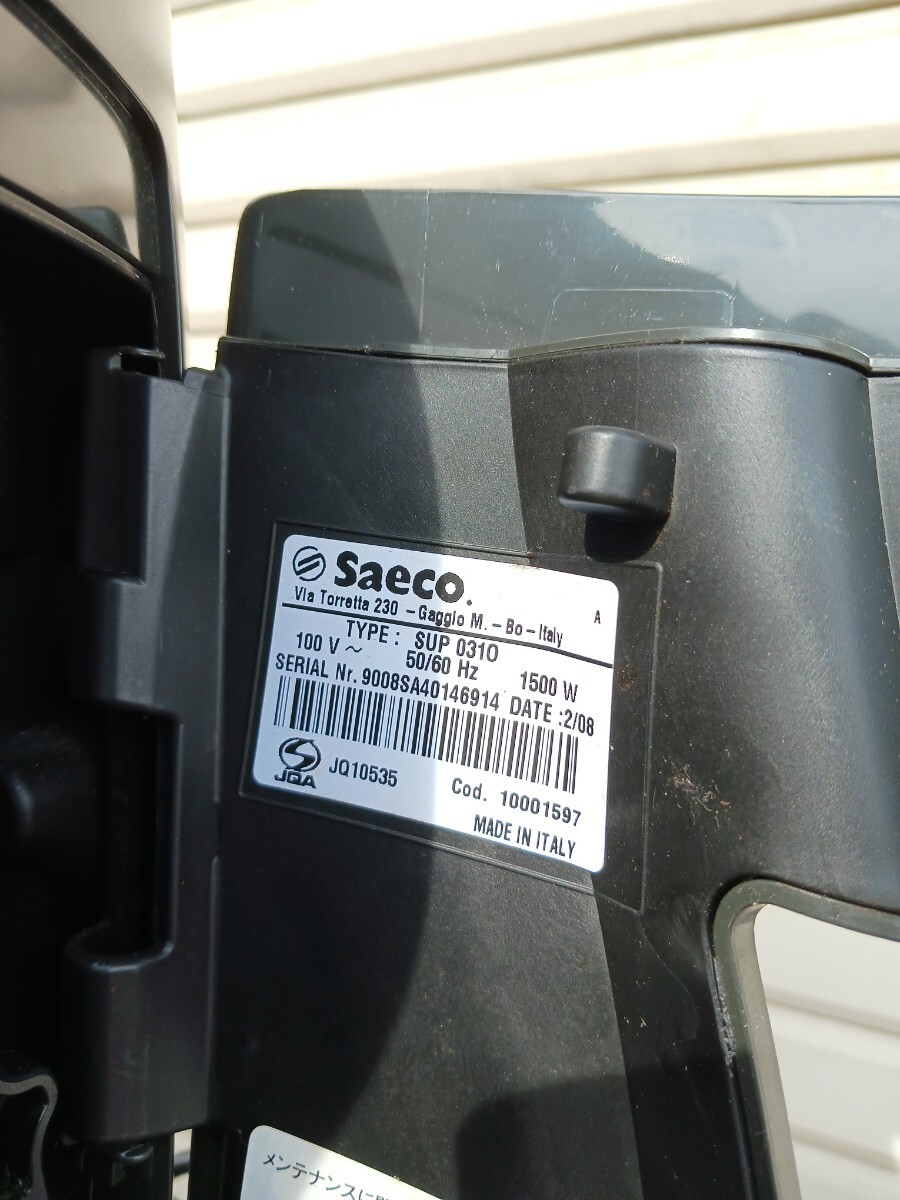 Saeco.
Via Torretta 230 - Gaggio M. - Bo - Italy
A
TYPE : SUP 031O
100 V ~ 50/60 Hz 1500 W
SERIAL Nr. 9008SA40146914 DATE :2/08
JQA JQ10535
Cod. 10001597
MADE IN ITALY
メンテナンスに